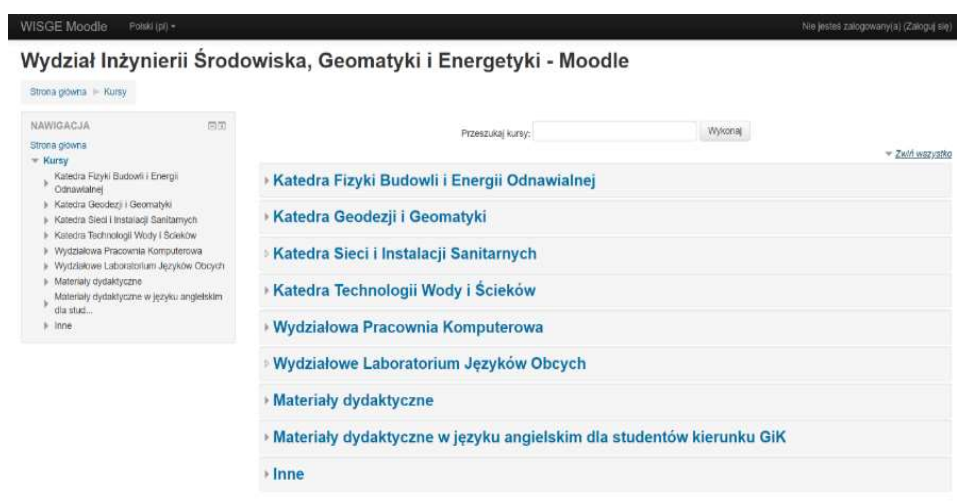 WISGE Moodle Polski (pl)
Nie jesteś zalogowany(a) (Zaloguj się)
Wydział Inżynierii Środowiska, Geomatyki i Energetyki - Moodle
Strona główna Kursy
NAWIGACJA
Strona główna
Kursy
Katedra Fizyki Budowli i Energii
Odnawialnej
Katedra Geodezji i Geomatyki
Katedra Sieci i Instalacji Sanitarnych
Katedra Technologii Wody i Ścieków
Wydziałowa Pracownia Komputerowa
Wydziałowe Laboratorium Języków Obcych
Materiały dydaktyczne
Materiały dydaktyczne w języku angielskim
dla stud...
Inne
Przeszukaj kursy: Wykonaj
Zwiń wszystko
Katedra Fizyki Budowli i Energii Odnawialnej
Katedra Geodezji i Geomatyki
Katedra Sieci i Instalacji Sanitarnych
Katedra Technologii Wody i Ścieków
Wydziałowa Pracownia Komputerowa
Wydziałowe Laboratorium Języków Obcych
Materiały dydaktyczne
Materiały dydaktyczne w języku angielskim dla studentów kierunku GiK
Inne